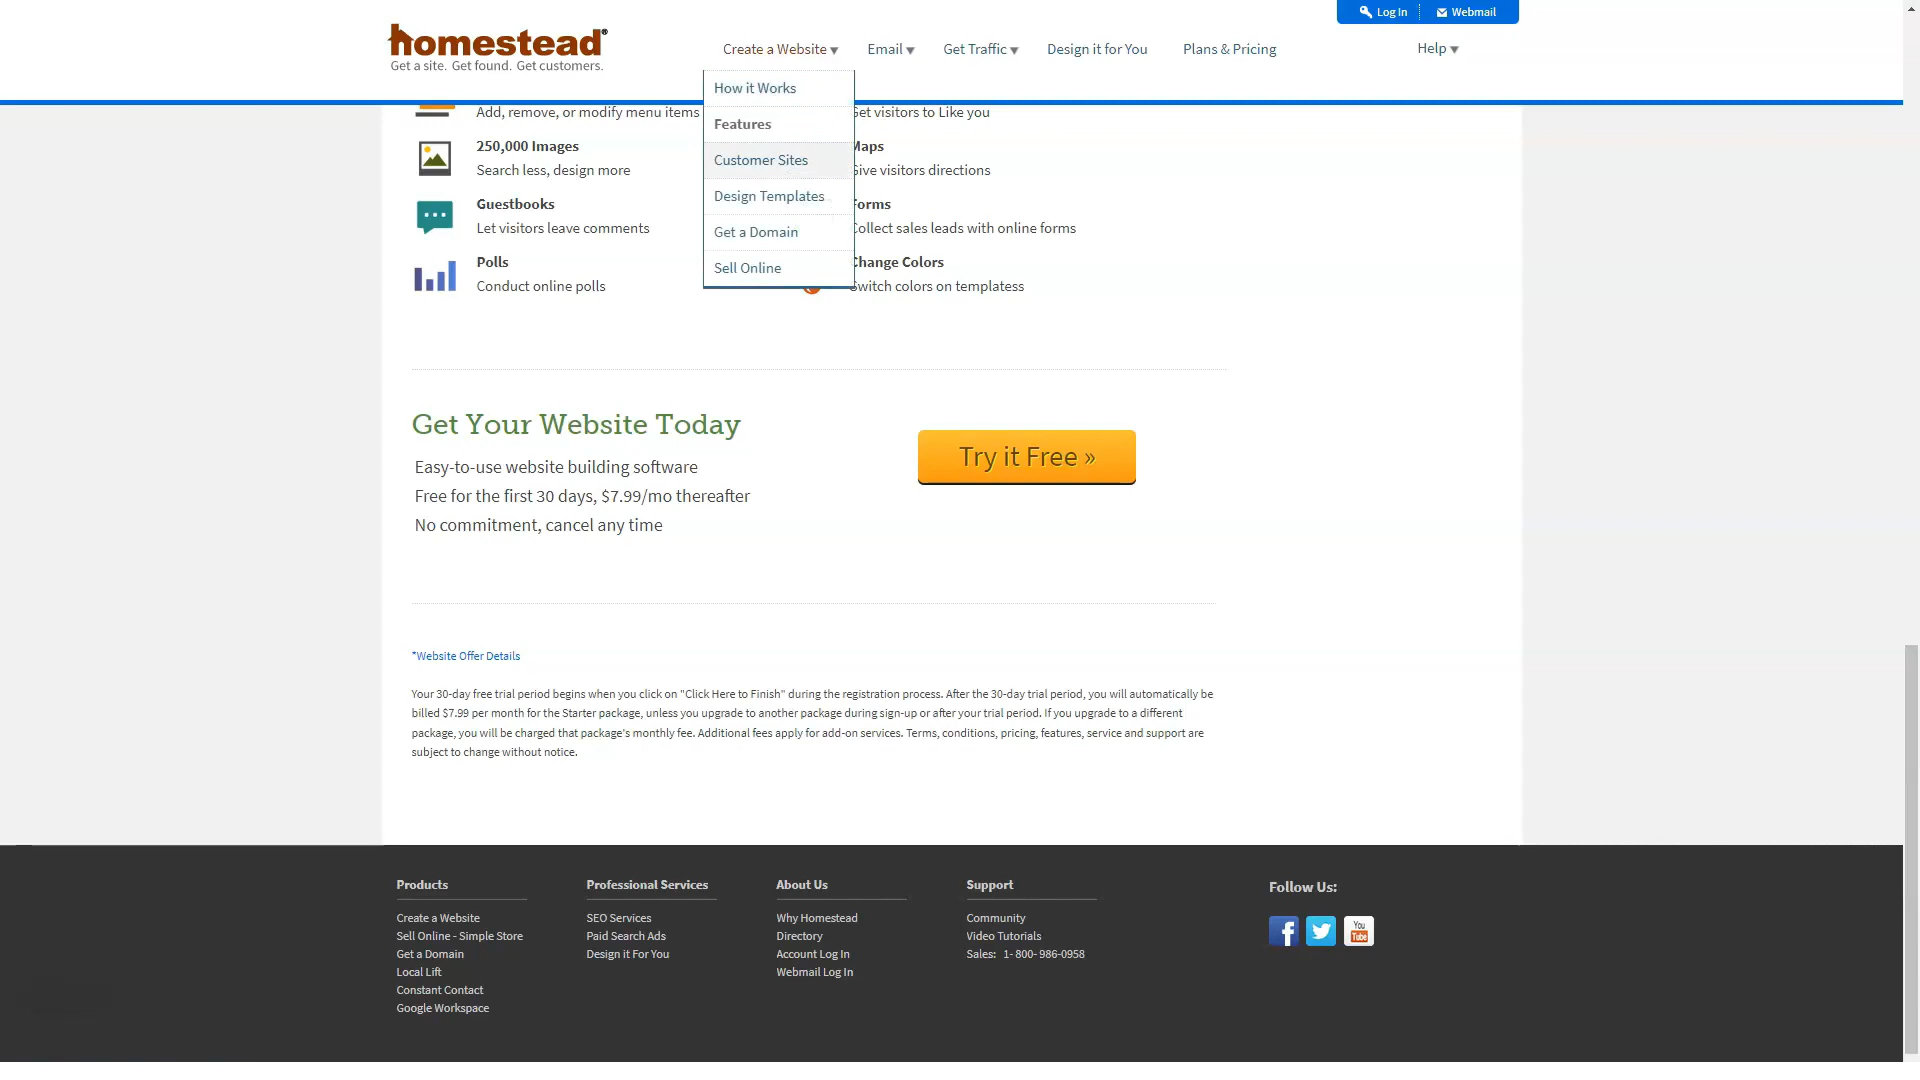 Log In
Webmail
homestead®
Get a site. Get found. Get customers.
Create a Website
Email
Get Traffic
Design it for You
Plans & Pricing
Help
How it Works
Features
Customer Sites
Design Templates
Get a Domain
Sell Online
Add, remove, or modify menu items
250,000 Images
Search less, design more
Guestbooks
Let visitors leave comments
Polls
Conduct online polls
Get visitors to Like you
Maps
Give visitors directions
Forms
Collect sales leads with online forms
Change Colors
Switch colors on templatess
Get Your Website Today
Easy-to-use website building software
Free for the first 30 days, $7.99/mo thereafter
No commitment, cancel any time
Try it Free »
*Website Offer Details
Your 30-day free trial period begins when you click on "Click Here to Finish" during the registration process. After the 30-day trial period, you will automatically be
billed $7.99 per month for the Starter package, unless you upgrade to another package during sign-up or after your trial period. If you upgrade to a different
package, you will be charged that package's monthly fee. Additional fees apply for add-on services. Terms, conditions, pricing, features, service and support are
subject to change without notice.
Products
Create a Website
Sell Online - Simple Store
Get a Domain
Local Lift
Constant Contact
Google Workspace
Professional Services
SEO Services
Paid Search Ads
Design it For You
About Us
Why Homestead
Directory
Account Log In
Webmail Log In
Support
Community
Video Tutorials
Sales: 1- 800- 986-0958
Follow Us:
You
Tube